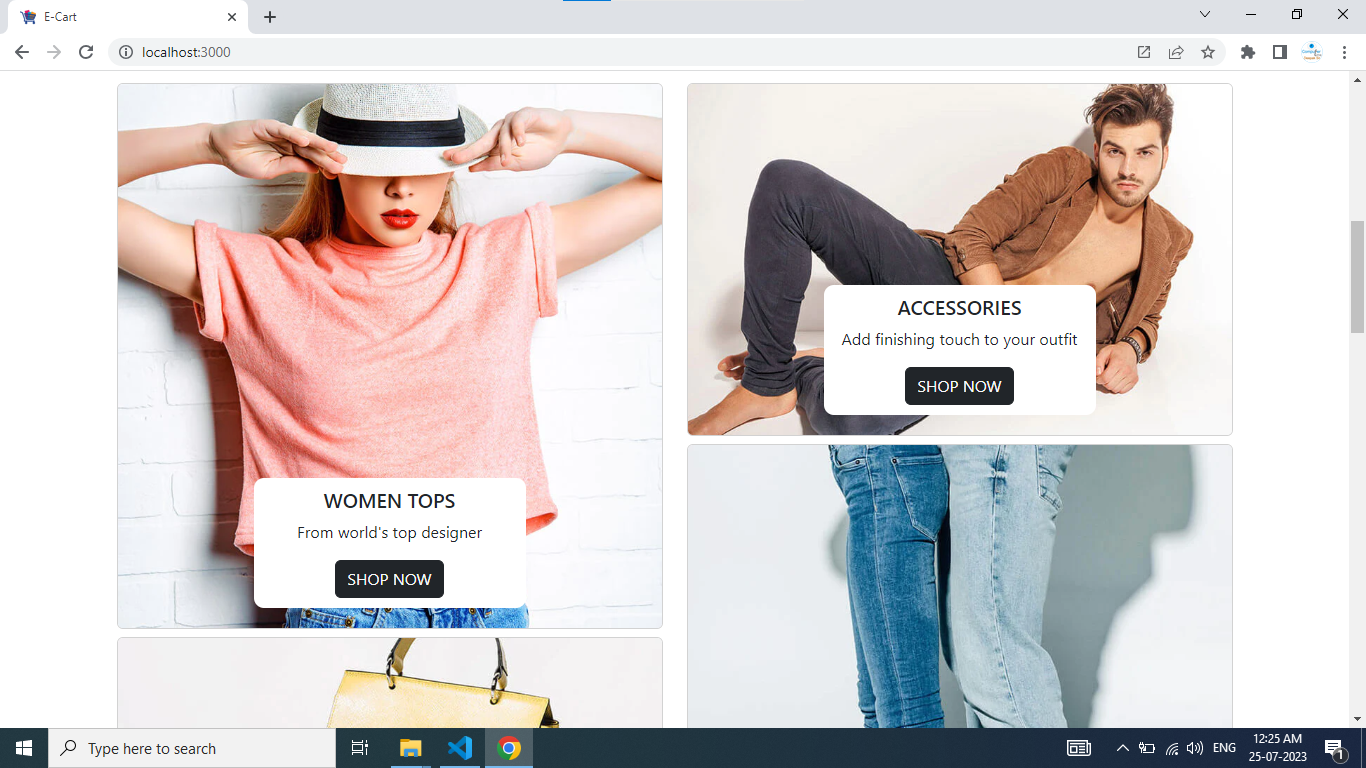 E-Cart
localhost:3000
WOMEN TOPS
From world's top designer
SHOP NOW
ACCESSORIES
Add finishing touch to your outfit
SHOP NOW
Type here to search
ENG
12:25 AM
25-07-2023
1